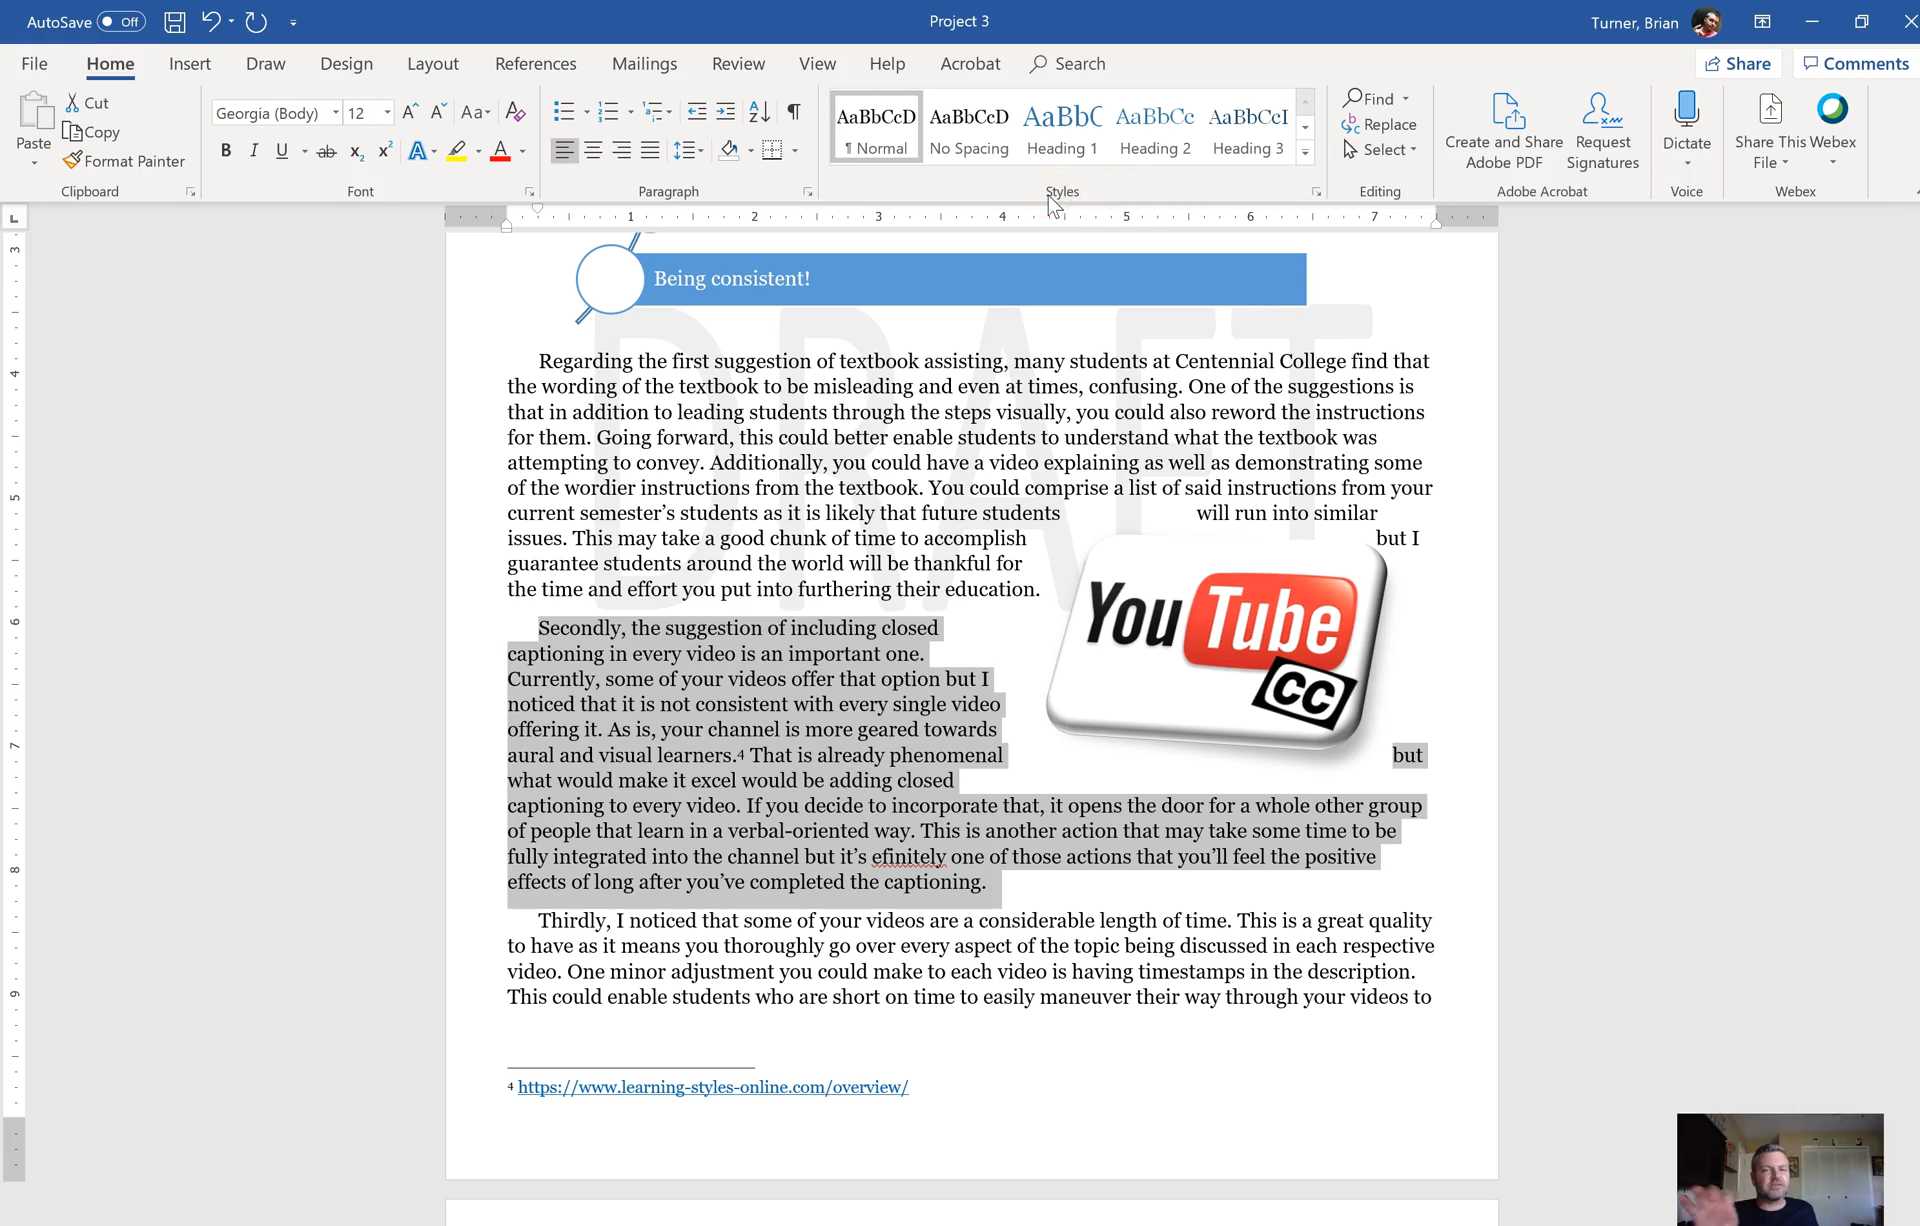 AutoSave Off
Project 3
Turner, Brian
File Home Insert Draw Design Layout References Mailings Review View Help Acrobat Search
Share Comments
Paste
Cut
Copy
Format Painter
Clipboard
Georgia (Body) 12
Aa
B I U ab x₂ x² A A
Font
Paragraph
AaBbCcD AaBbCcD AaBbC AaBbCc AaBbCcI
¶ Normal No Spacing Heading 1 Heading 2 Heading 3
Styles
Find
Replace
Select
Editing
Create and Share
Adobe PDF
Request
Signatures
Adobe Acrobat
Dictate
Voice
Share This
File
Webex
Webex
L
1 2 3 4 5 6 7
3
4
5
6
7
8
9
Being consistent!
DRAFT
Regarding the first suggestion of textbook assisting, many students at Centennial College find that
the wording of the textbook to be misleading and even at times, confusing. One of the suggestions is
that in addition to leading students through the steps visually, you could also reword the instructions
for them. Going forward, this could better enable students to understand what the textbook was
attempting to convey. Additionally, you could have a video explaining as well as demonstrating some
of the wordier instructions from the textbook. You could comprise a list of said instructions from your
current semester's students as it is likely that future students will run into similar
issues. This may take a good chunk of time to accomplish but I
guarantee students around the world will be thankful for
the time and effort you put into furthering their education.
YouTube
CC
Secondly, the suggestion of including closed
captioning in every video is an important one.
Currently, some of your videos offer that option but I
noticed that it is not consistent with every single video
offering it. As is, your channel is more geared towards
aural and visual learners.⁴ That is already phenomenal but
what would make it excel would be adding closed
captioning to every video. If you decide to incorporate that, it opens the door for a whole other group
of people that learn in a verbal-oriented way. This is another action that may take some time to be
fully integrated into the channel but it's efinitely one of those actions that you'll feel the positive
effects of long after you've completed the captioning.
Thirdly, I noticed that some of your videos are a considerable length of time. This is a great quality
to have as it means you thoroughly go over every aspect of the topic being discussed in each respective
video. One minor adjustment you could make to each video is having timestamps in the description.
This could enable students who are short on time to easily maneuver their way through your videos to
⁴ https://www.learning-styles-online.com/overview/